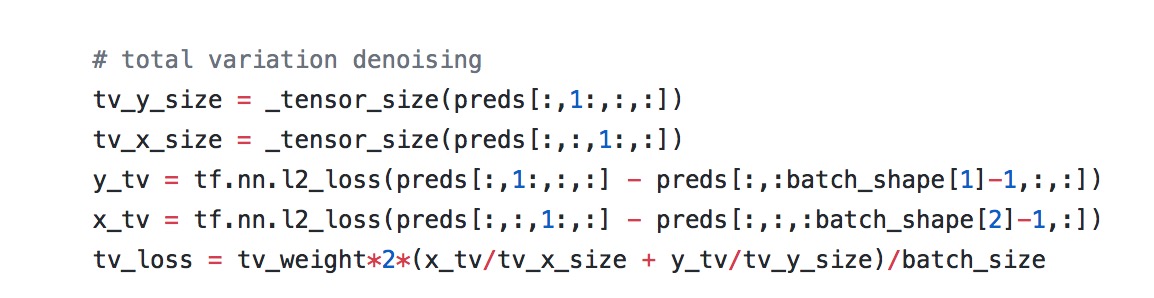 # total variation denoising
tv_y_size = _tensor_size(preds[:,1:,:,:])
tv_x_size = _tensor_size(preds[:,:,1:,:])
y_tv = tf.nn.l2_loss(preds[:,1:,:,:] - preds[:,:batch_shape[1]-1,:,:])
x_tv = tf.nn.l2_loss(preds[:,:,1:,:] - preds[:,:,:batch_shape[2]-1,:])
tv_loss = tv_weight*2*(x_tv/tv_x_size + y_tv/tv_y_size)/batch_size